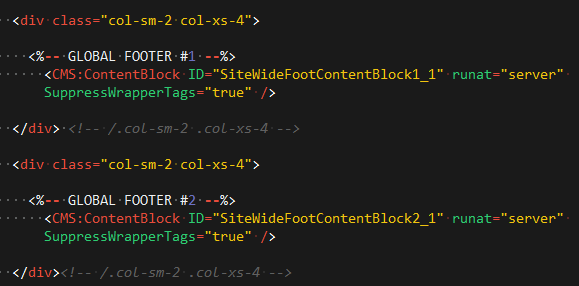 <div class="col-sm-2 col-xs-4">
<%-- GLOBAL FOOTER #1 --%>
<CMS:ContentBlock ID="SiteWideFootContentBlock1_1" runat="server"
SuppressWrapperTags="true" />
</div> <!-- /.col-sm-2 .col-xs-4 -->
<div class="col-sm-2 col-xs-4">
<%-- GLOBAL FOOTER #2 --%>
<CMS:ContentBlock ID="SiteWideFootContentBlock2_1" runat="server"
SuppressWrapperTags="true" />
</div><!-- /.col-sm-2 .col-xs-4 -->